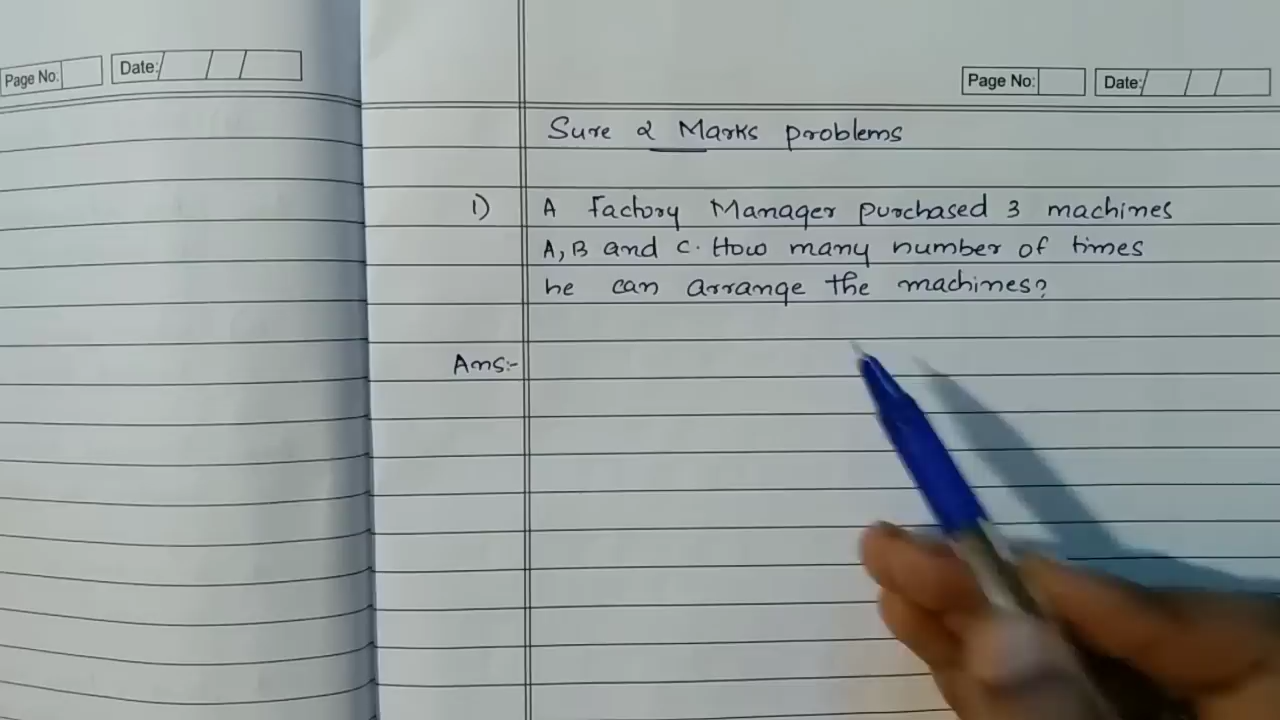 Page No:
Date:
Page No:
Date:
Sure 2 Marks problems
1) A Factory Manager purchased 3 machines
A, B and C. How many number of times
he can arrange the machines?
Ans:-